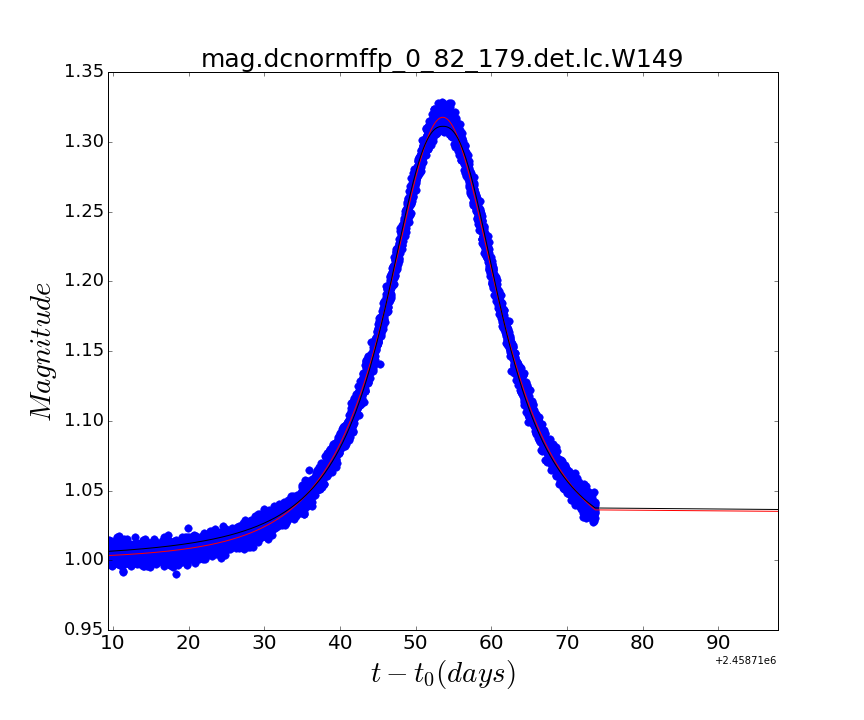 mag.dcnormffp_0_82_179.det.lc.W149
1.35
1.30
1.25
1.20
1.15
1.10
1.05
1.00
0.95
Magnitude
10 20 30 40 50 60 70 80 90
+2.45871e6
t − t₀(days)